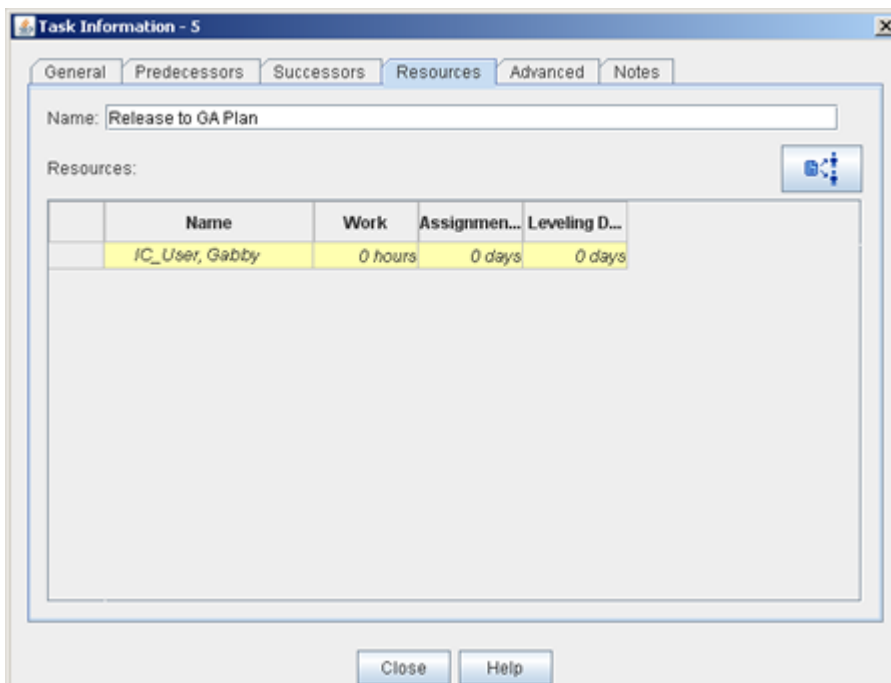 Task Information - 5
General Predecessors Successors Resources Advanced Notes
Name: Release to GA Plan
Resources:
Name Work Assignmen... Leveling D...
IC_User, Gabby 0 hours 0 days 0 days
Close Help